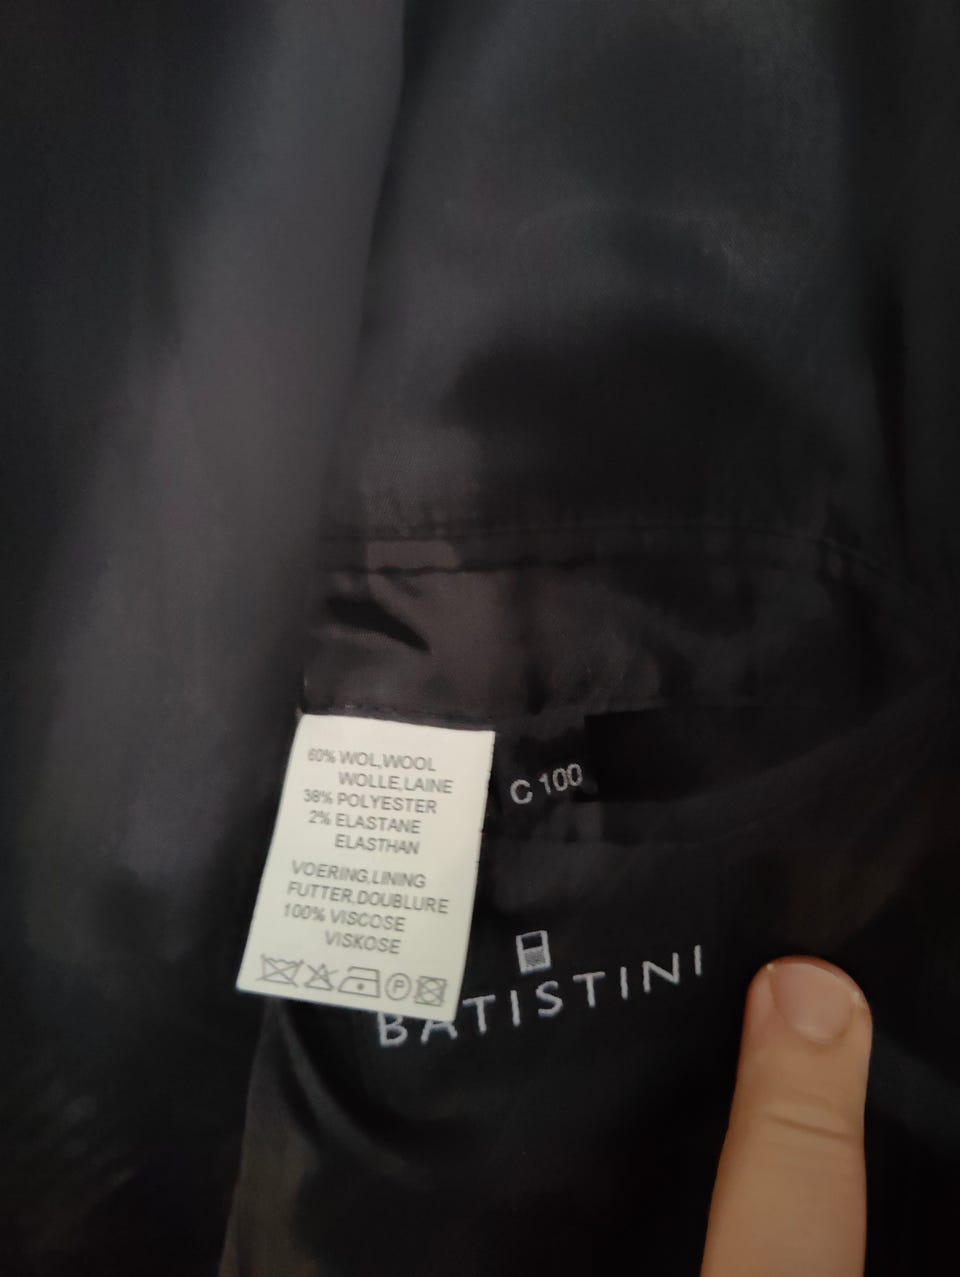 60% WOL,WOOL
WOLLE,LAINE
38% POLYESTER
2% ELASTANE
ELASTHAN
VOERING,LINING
FUTTER,DOUBLURE
100% VISCOSE
VISKOSE
P
C 100
BATISTINI